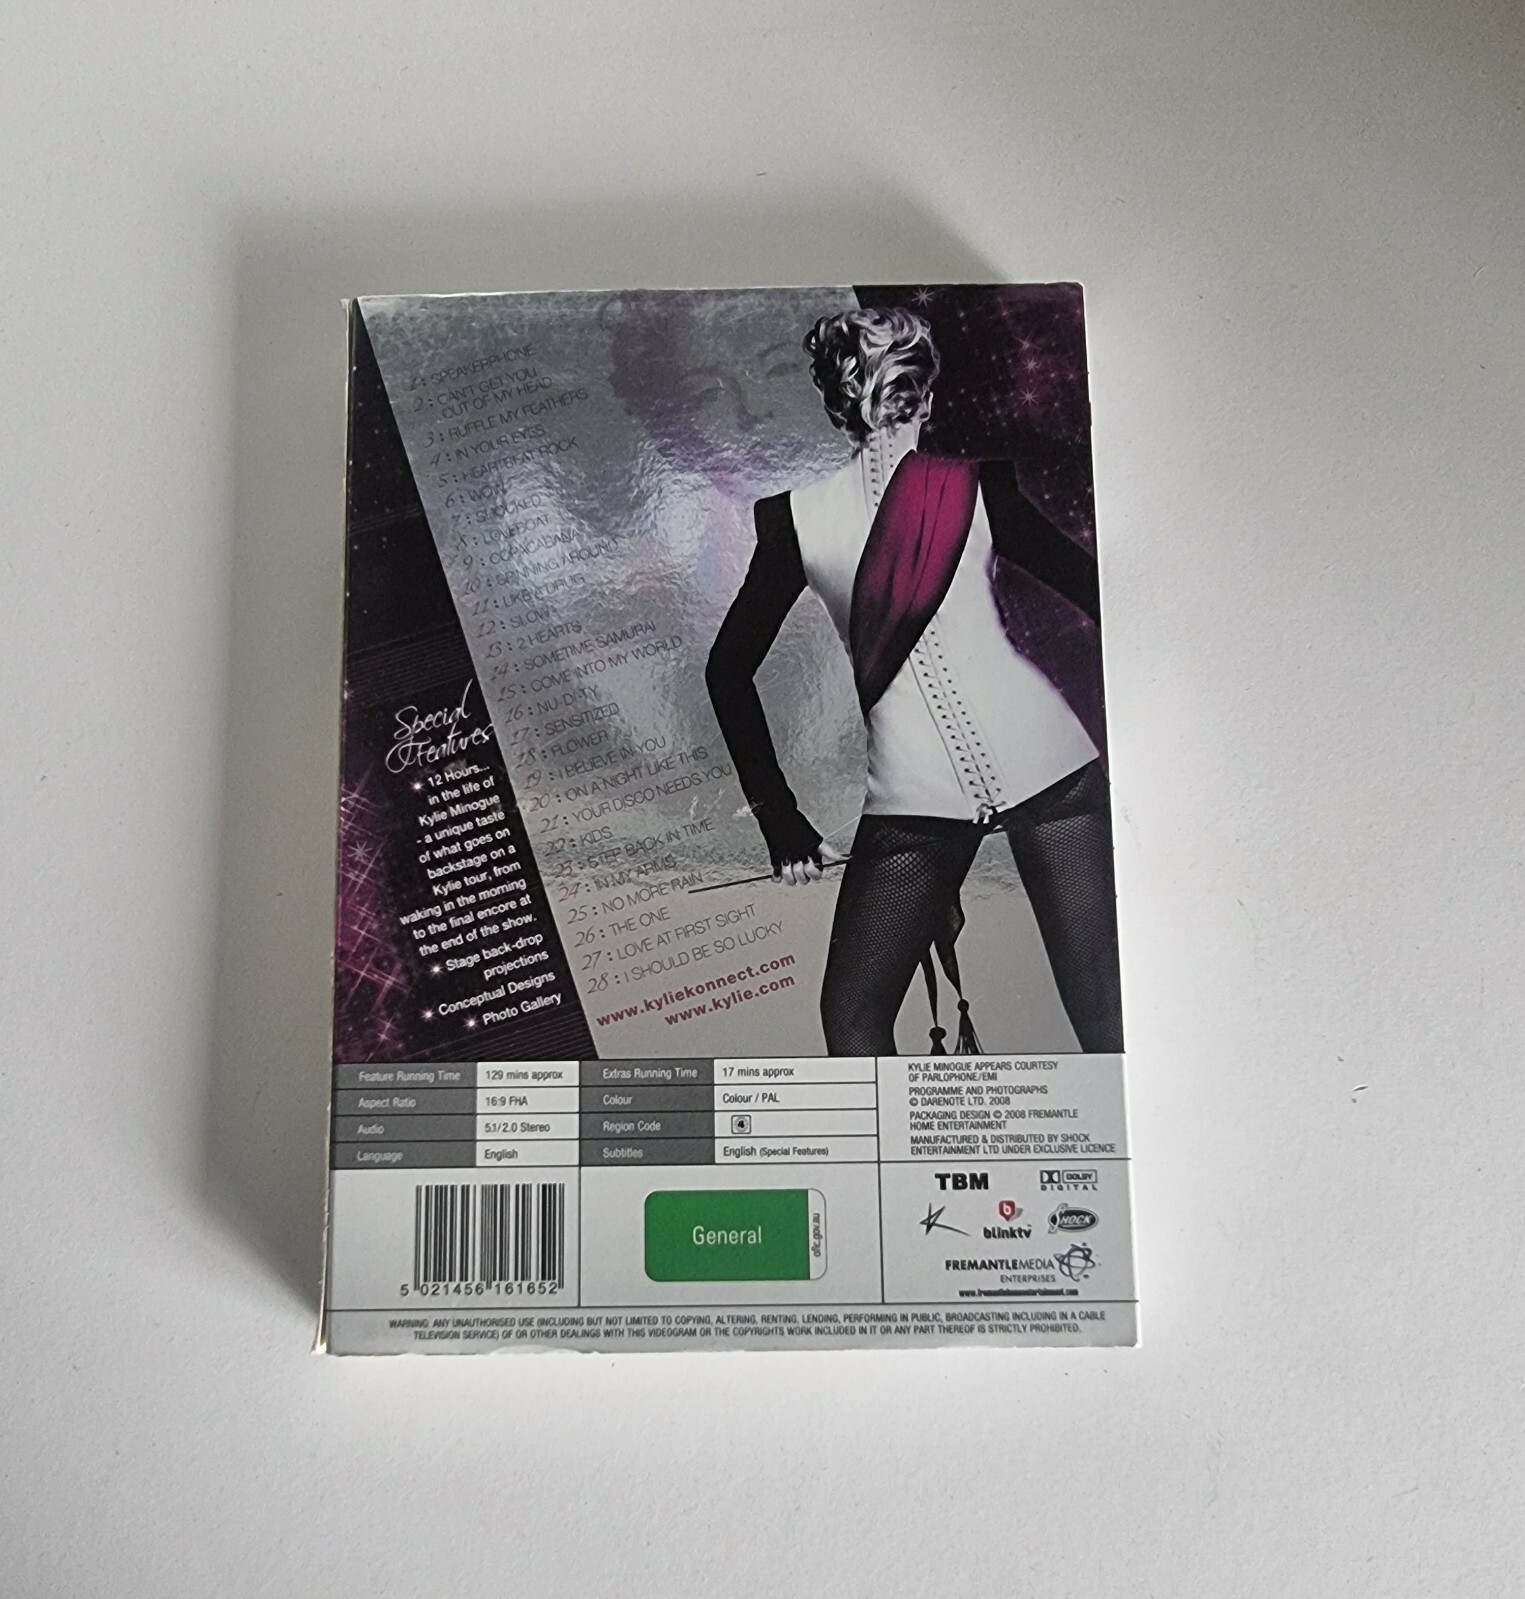 1 : SPEAKERPHONE
2 : CAN'T GET YOU
OUT OF MY HEAD
3 : RUFFLE MY FEATHERS
4 : IN YOUR EYES
5 : HEARTBEAT ROCK
6 : WOW
7 : SHOCKED
8 : LOVEBOAT
9 : COPACABANA
10 : SPINNING AROUND
11 : LIKE A DRUG
12 : SLOW
13 : 2 HEARTS
14 : SOMETIME SAMURAI
15 : COME INTO MY WORLD
16 : NU-DI-TY
17 : SENSITIZED
18 : FLOWER
19 : I BELIEVE IN YOU
20 : ON A NIGHT LIKE THIS
21 : YOUR DISCO NEEDS YOU
22 : KIDS
23 : STEP BACK IN TIME
24 : IN MY ARMS
25 : NO MORE RAIN
26 : THE ONE
27 : LOVE AT FIRST SIGHT
28 : I SHOULD BE SO LUCKY
www.kyliekonnect.com
www.kylie.com
Special
Features
12 Hours...
in the life of
Kylie Minogue
- a unique taste
of what goes on
backstage on a
Kylie tour, from
waking in the morning
to the final encore at
the end of the show.
Stage back-drop
projections
Conceptual Designs
Photo Gallery
Feature Running Time 129 mins approx Extras Running Time 17 mins approx
Aspect Ratio 16:9 FHA Colour Colour / PAL
Audio 5.1/2.0 Stereo Region Code 4
Language English Subtitles English (Special Features)
KYLIE MINOGUE APPEARS COURTESY
OF PARLOPHONE/EMI
PROGRAMME AND PHOTOGRAPHS
© DARENOTE LTD. 2008
PACKAGING DESIGN © 2008 FREMANTLE
HOME ENTERTAINMENT
MANUFACTURED & DISTRIBUTED BY SHOCK
ENTERTAINMENT LTD UNDER EXCLUSIVE LICENCE
5 021456 161652
General
oflc.gov.au
TBM
DOLBY
DIGITAL
K
b
blinktv
SHOCK
FREMANTLEMEDIA
ENTERPRISES
www.fremantlehomeentertainment.com
WARNING: ANY UNAUTHORISED USE (INCLUDING BUT NOT LIMITED TO COPYING, ALTERING, RENTING, LENDING, PERFORMING IN PUBLIC, BROADCASTING INCLUDING IN A CABLE
TELEVISION SERVICE) OF OR OTHER DEALINGS WITH THIS VIDEOGRAM OR THE COPYRIGHTS WORK INCLUDED IN IT OR ANY PART THEREOF IS STRICTLY PROHIBITED.